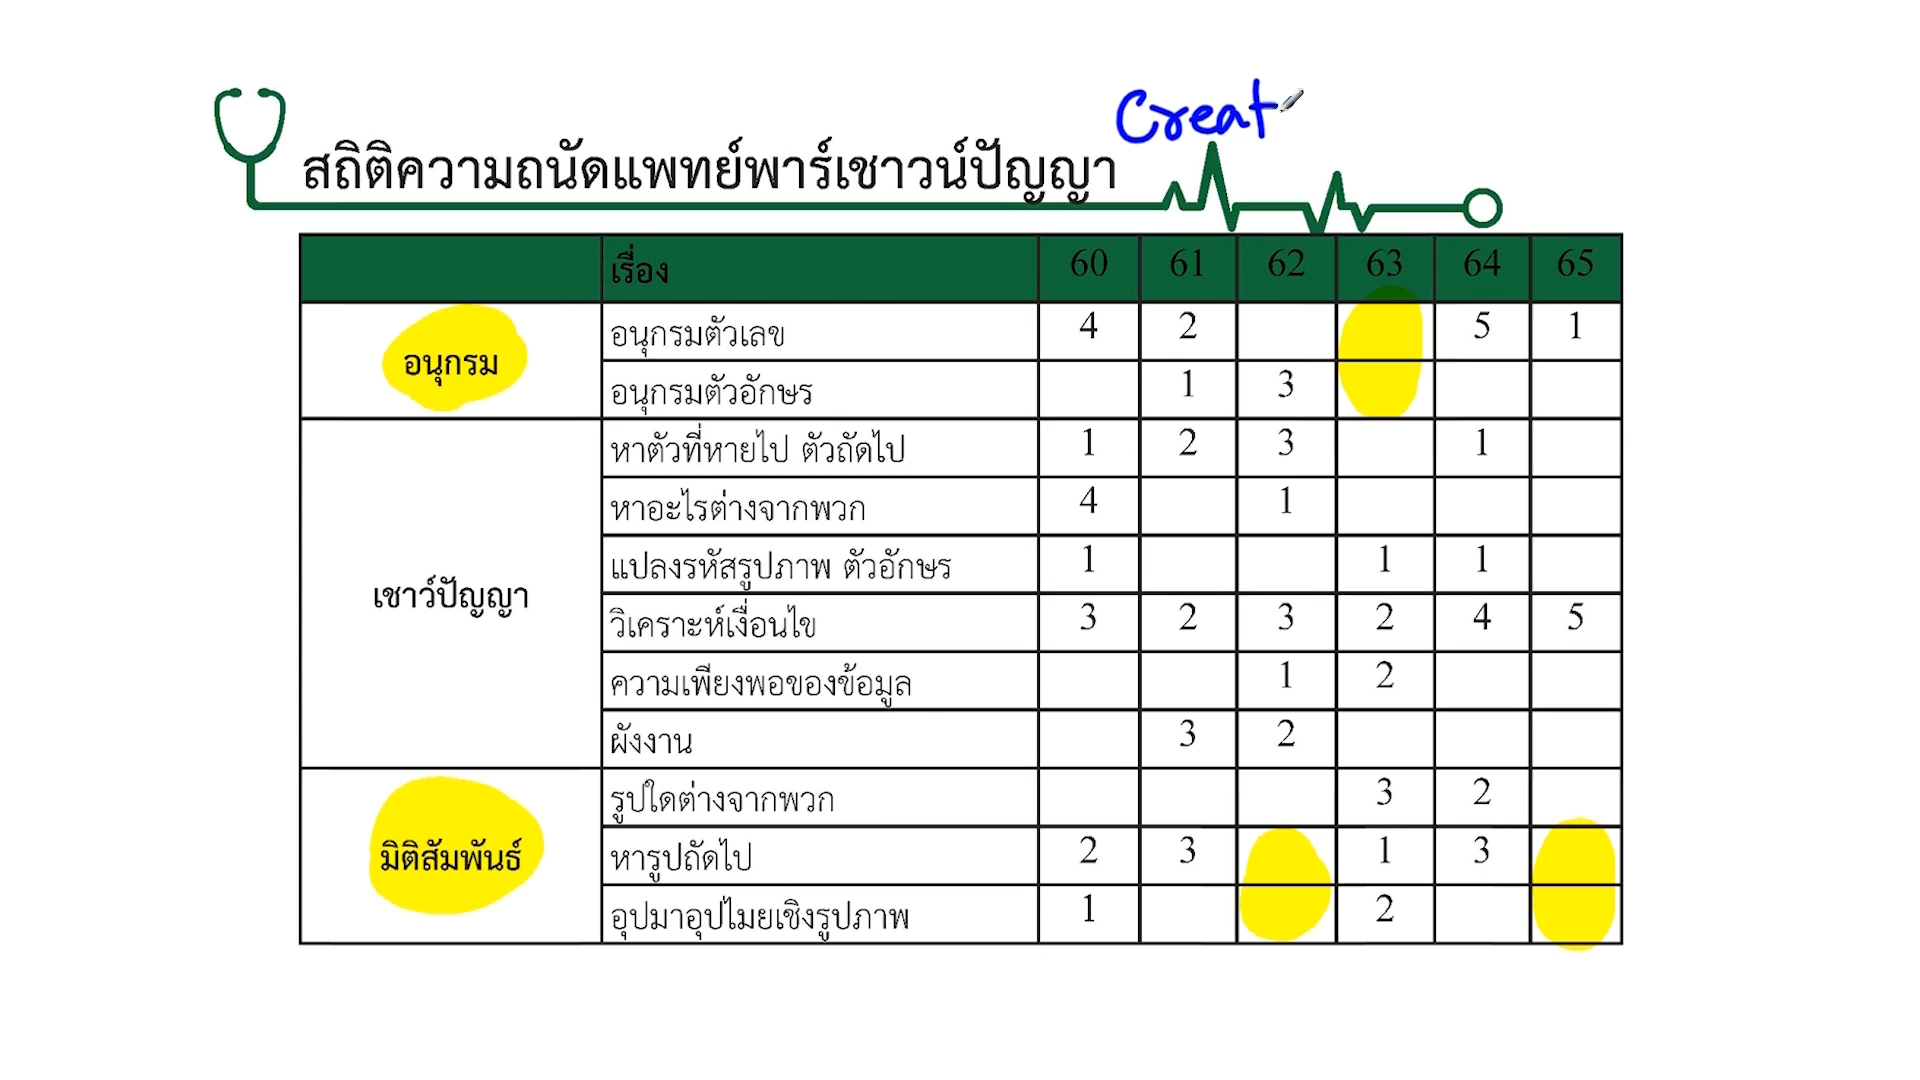 Creat
สถิติความถนัดแพทย์พาร์เชาวน์ปัญญา
เรื่อง 60 61 62 63 64 65
อนุกรม
อนุกรมตัวเลข 4 2 5 1
อนุกรมตัวอักษร 1 3
เชาว์ปัญญา
หาตัวที่หายไป ตัวถัดไป 1 2 3 1
หาอะไรต่างจากพวก 4 1
แปลงรหัสรูปภาพ ตัวอักษร 1 1 1
วิเคราะห์เงื่อนไข 3 2 3 2 4 5
ความเพียงพอของข้อมูล 1 2
ผังงาน 3 2
มิติสัมพันธ์
รูปใดต่างจากพวก 3 2
หารูปถัดไป 2 3 1 3
อุปมาอุปไมยเชิงรูปภาพ 1 2